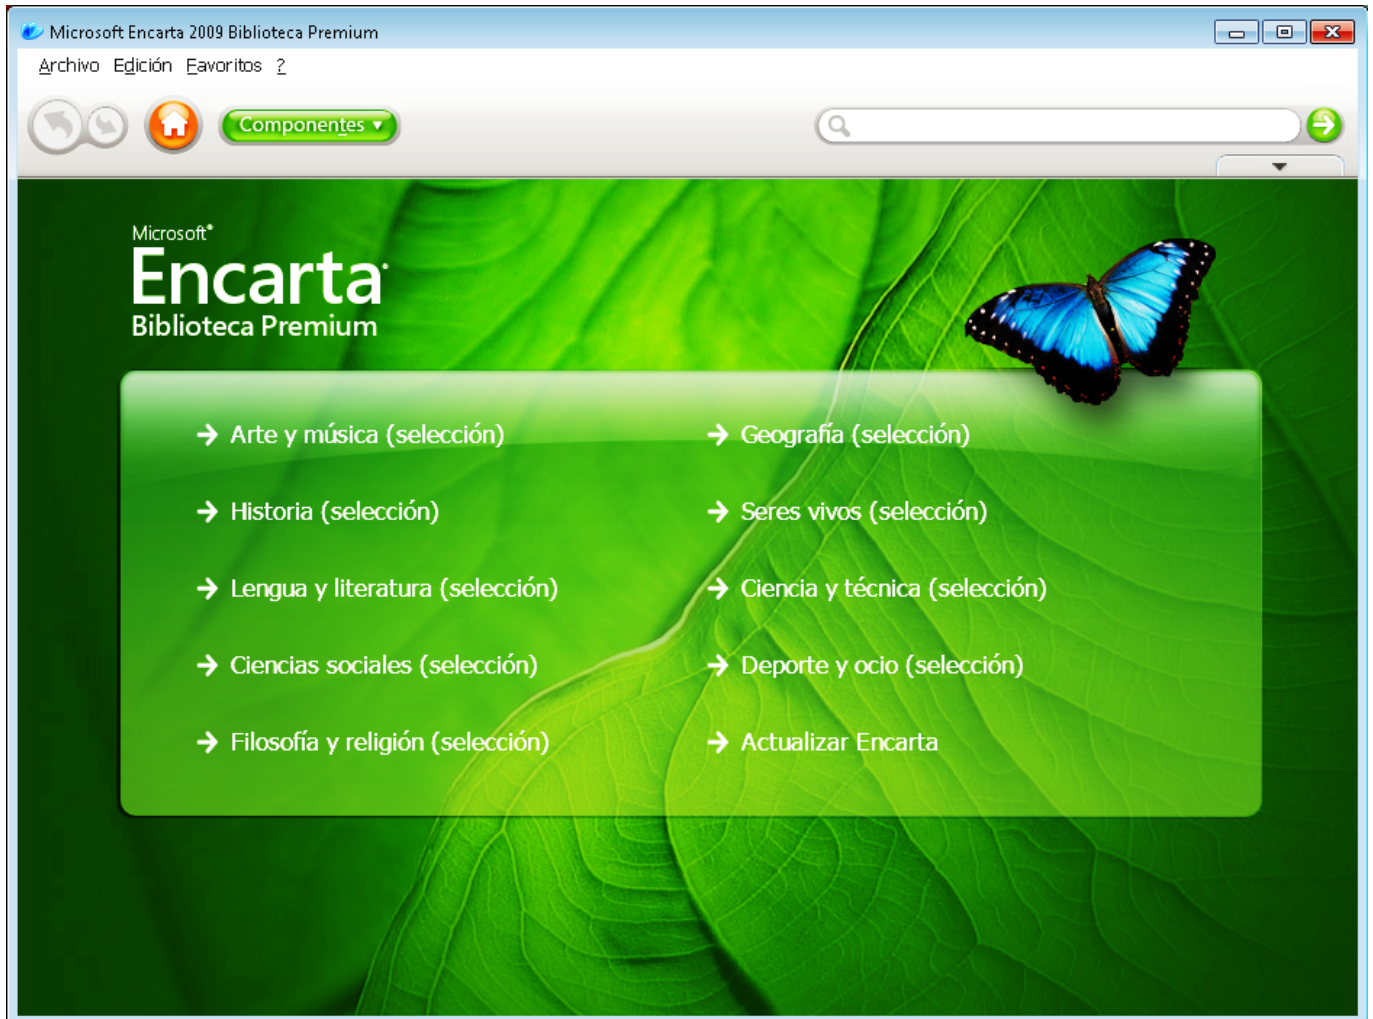 Microsoft Encarta 2009 Biblioteca Premium
Archivo Edición Favoritos ?
Componentes
Microsoft®
Encarta
Biblioteca Premium
Arte y música (selección)
Geografía (selección)
Historia (selección)
Seres vivos (selección)
Lengua y literatura (selección)
Ciencia y técnica (selección)
Ciencias sociales (selección)
Deporte y ocio (selección)
Filosofía y religión (selección)
Actualizar Encarta